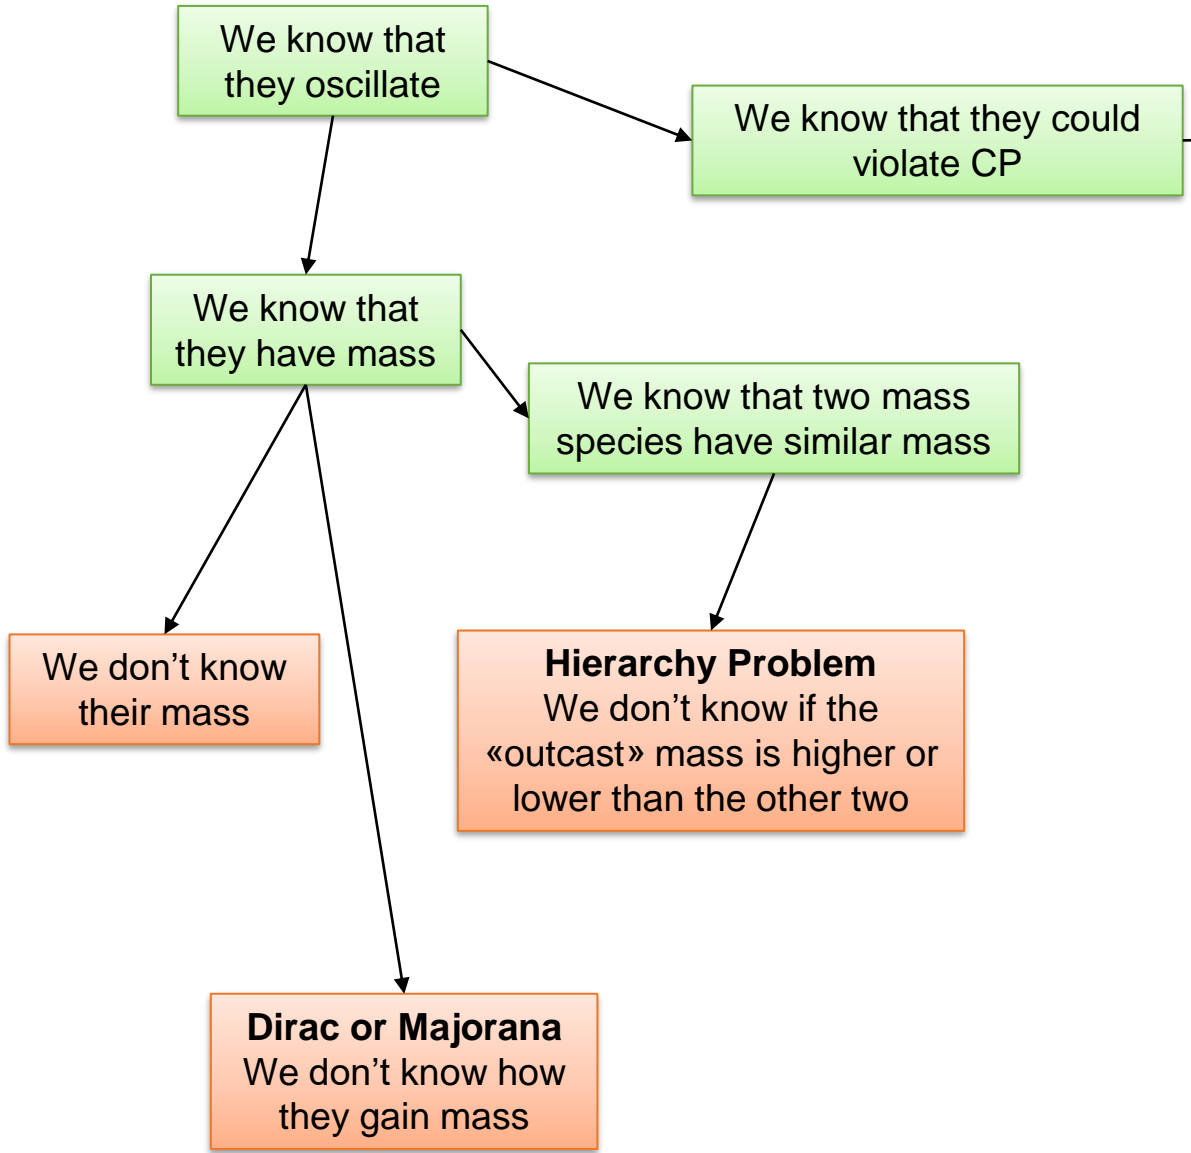 We know that
they oscillate
We know that they could
violate CP
We know that
they have mass
We know that two mass
species have similar mass
We don’t know
their mass
Hierarchy Problem
We don’t know if the
«outcast» mass is higher or
lower than the other two
Dirac or Majorana
We don’t know how
they gain mass